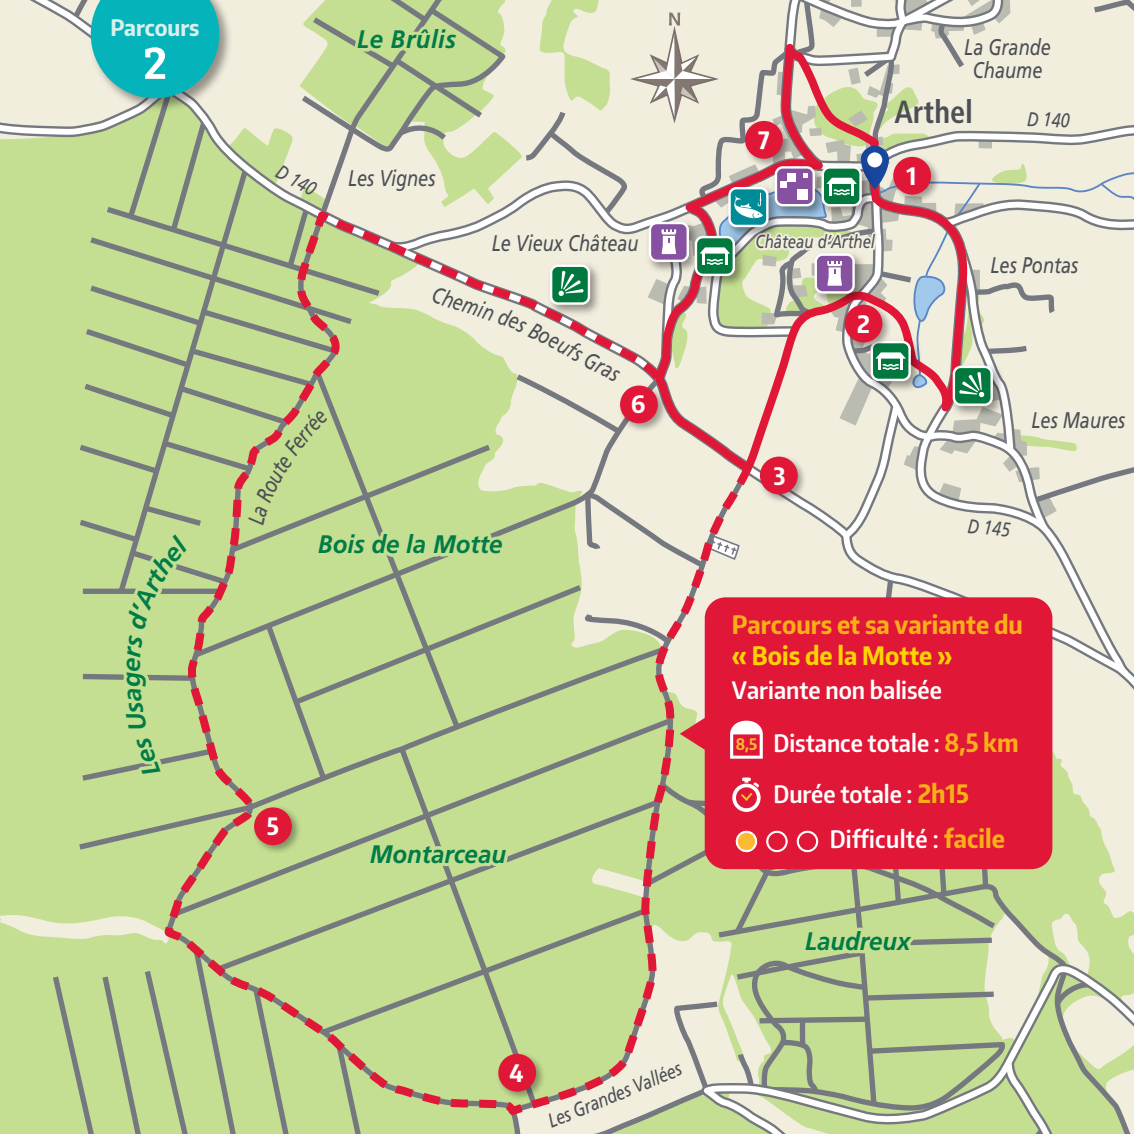 Parcours
2
Le Brûlis
N
La Grande
Chaume
Arthel
D 140
7
1
D 140
Les Vignes
Le Vieux Château
Château d'Arthel
Les Pontas
Chemin des Boeufs Gras
2
6
Les Maures
La Route Ferrée
3
D 145
Bois de la Motte
Les Usagers d'Arthel
Parcours et sa variante du
« Bois de la Motte »
Variante non balisée
8,5 Distance totale : 8,5 km
Durée totale : 2h15
Difficulté : facile
5
Montarceau
Laudreux
4
Les Grandes Vallées